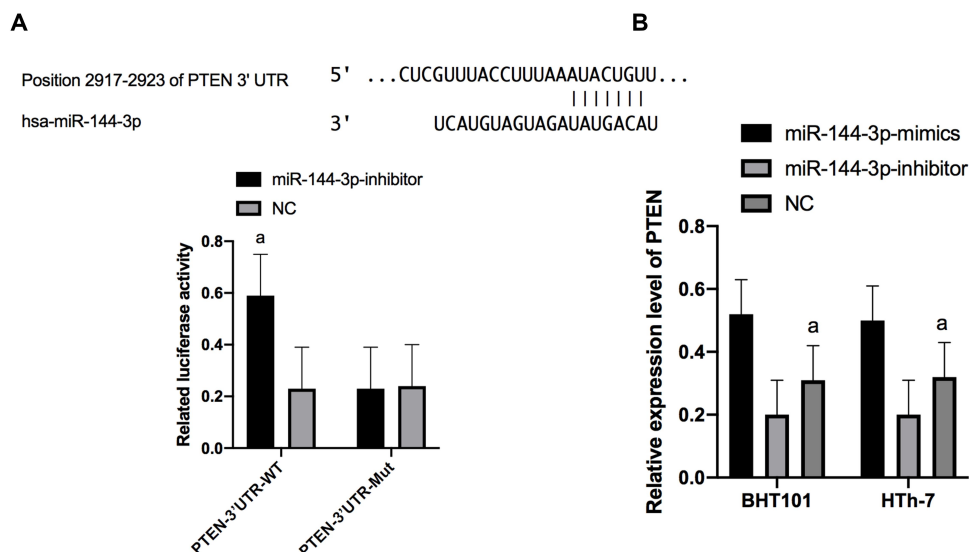 A
Position 2917-2923 of PTEN 3' UTR 5' ...CUCGUUUACCUUUAAAUACUGUU...
hsa-miR-144-3p 3' UCAUGUAGUAGAUAUGACAU
miR-144-3p-inhibitor
NC
Related luciferase activity
0.8
0.6
0.4
0.2
0.0
a
PTEN-3'UTR-WT
PTEN-3'UTR-Mut
B
miR-144-3p-mimics
miR-144-3p-inhibitor
NC
Relative expression level of PTEN
0.8
0.6
0.4
0.2
0.0
a
a
BHT101
HTh-7